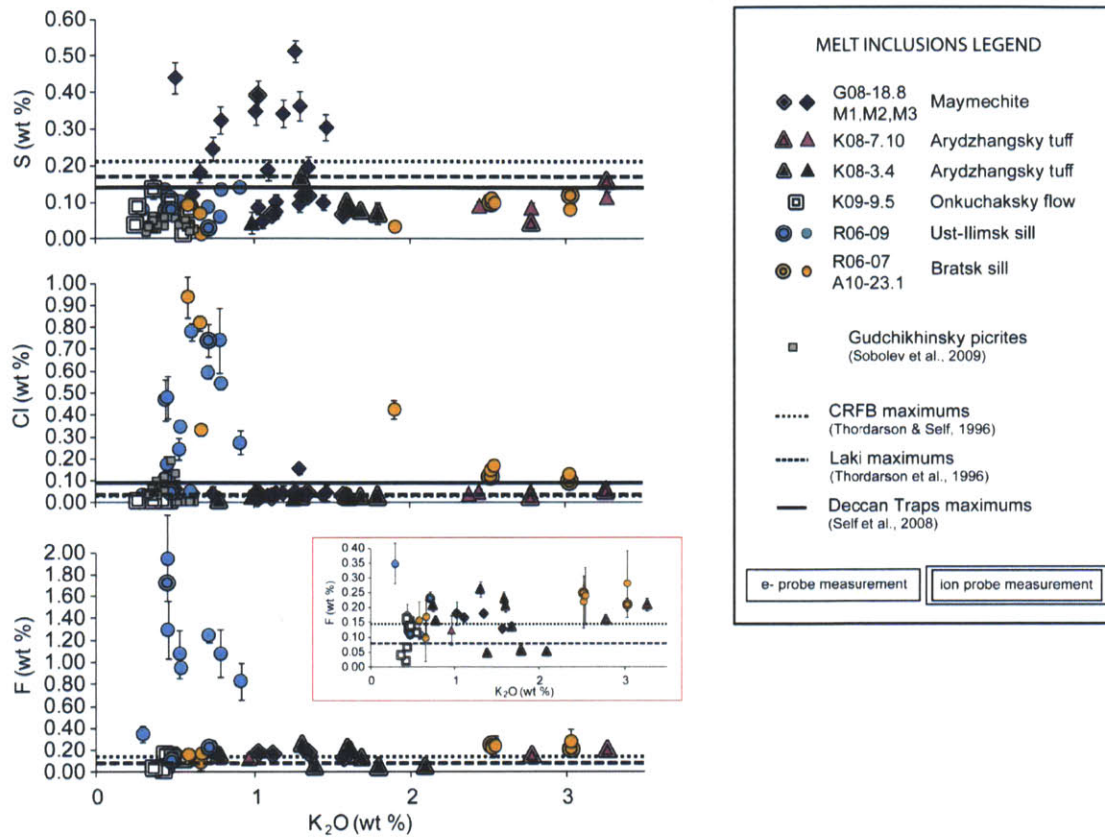 0.60
0.50
0.40
0.30
0.20
0.10
0.00
S (wt %)
1.00
0.90
0.80
0.70
0.60
0.50
0.40
0.30
0.20
0.10
0.00
Cl (wt %)
2.00
1.80
1.60
1.40
1.20
1.00
0.80
0.60
0.40
0.20
0.00
F (wt %)
0 1 2 3
K₂O (wt %)
0.40
0.35
0.30
0.25
0.20
0.15
0.10
0.05
0.00
F (wt %)
0 1 2 3
K₂O (wt %)
MELT INCLUSIONS LEGEND
G08-18.8
M1,M2,M3
Maymechite
K08-7.10 Arydzhangsky tuff
K08-3.4 Arydzhangsky tuff
K09-9.5 Onkuchaksky flow
R06-09 Ust-Ilimsk sill
R06-07
A10-23.1
Bratsk sill
Gudchikhinsky picrites
(Sobolev et al., 2009)
CRFB maximums
(Thordarson & Self, 1996)
Laki maximums
(Thordarson et al., 1996)
Deccan Traps maximums
(Self et al., 2008)
e- probe measurement
ion probe measurement